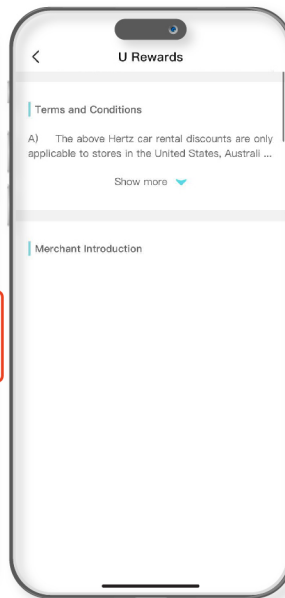 U Rewards
Terms and Conditions
A) The above Hertz car rental discounts are only
applicable to stores in the United States, Australi ...
Show more
Merchant Introduction